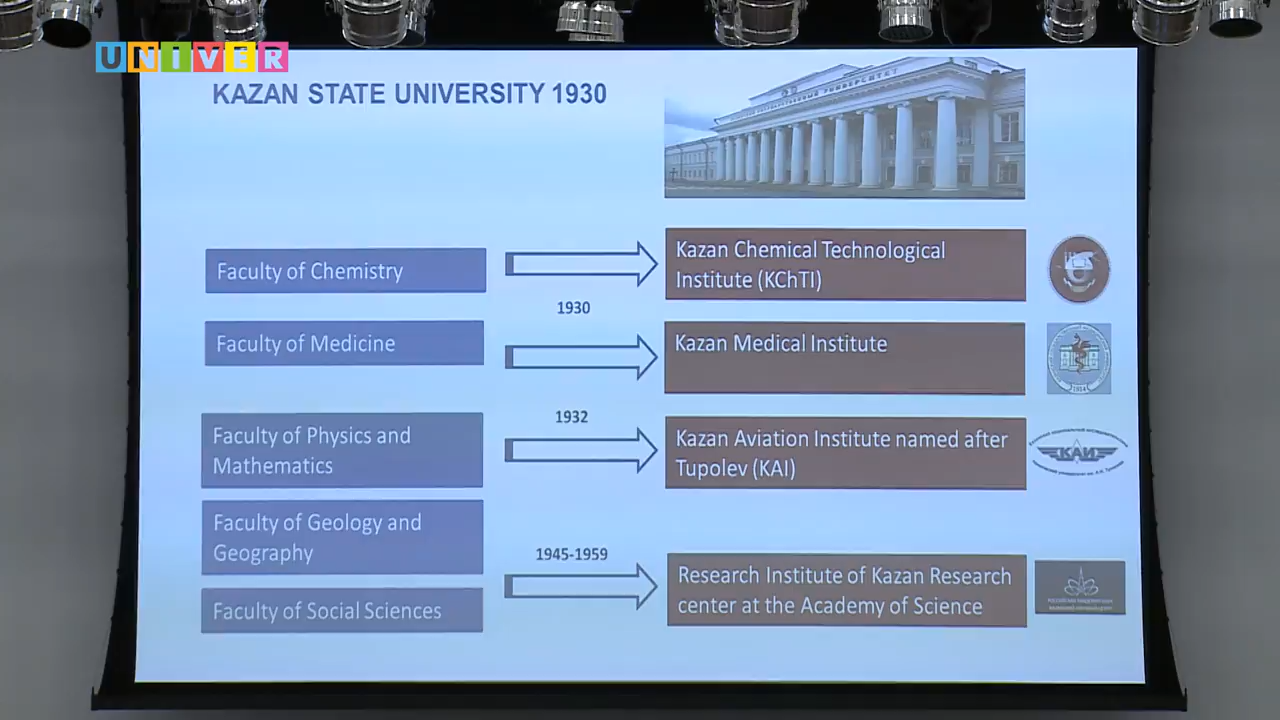 UNIVER
KAZAN STATE UNIVERSITY 1930
УНИВЕРСИТЕТ
Faculty of Chemistry
Kazan Chemical Technological
Institute (KChTI)
1930
Faculty of Medicine
Kazan Medical Institute
1932
Faculty of Physics and
Mathematics
Kazan Aviation Institute named after
Tupolev (KAI)
КАИ
Faculty of Geology and
Geography
1945-1959
Research Institute of Kazan Research
center at the Academy of Science
Faculty of Social Sciences